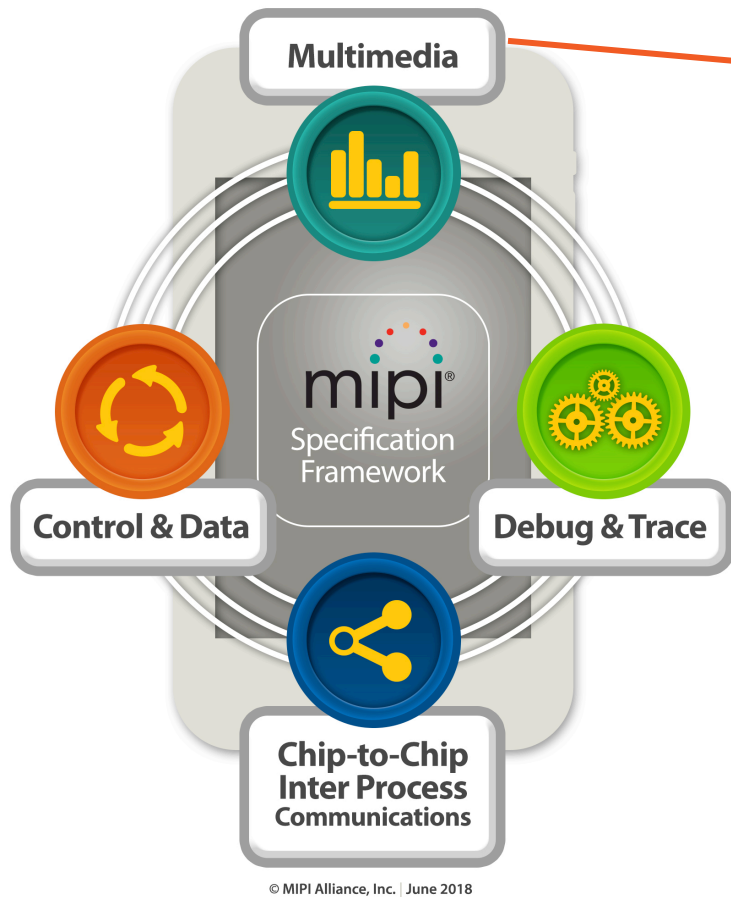 Multimedia
mipi®
Specification
Framework
Control & Data
Debug & Trace
Chip-to-Chip
Inter Process
Communications
© MIPI Alliance, Inc. | June 2018